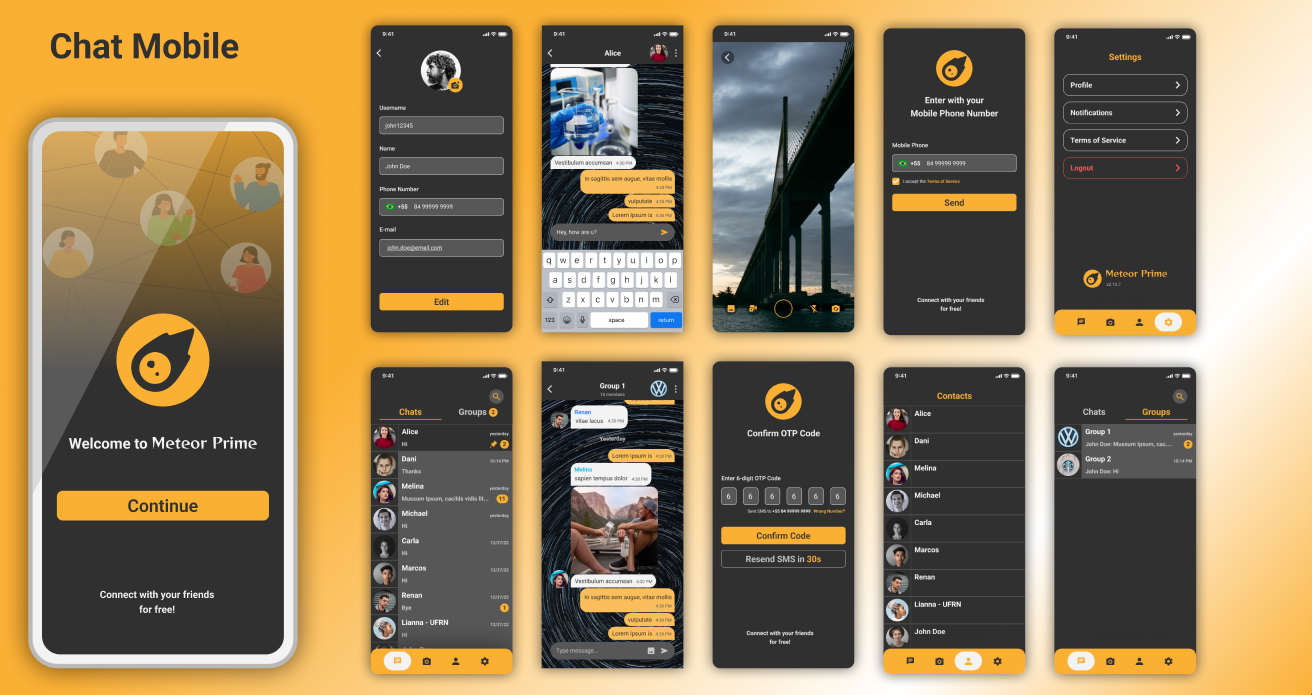 Chat Mobile
Welcome to Meteor Prime
Continue
Connect with your friends
for free!
9:41
Username
john12345
Name
John Doe
Phone Number
+55 84 99999 9999
E-mail
john.doe@email.com
Edit
9:41
Alice
Vestibulum accumsan 4:30 PM
In sagittis sem augue, vitae mollis
4:30 PM
vulputate 4:30 PM
Lorem Ipsum is 4:30 PM
Hey, how are u?
q w e r t y u i o p
a s d f g h j k l
z x c v b n m
123 space return
9:41
9:41
Enter with your
Mobile Phone Number
Mobile Phone
+55 84 99999 9999
I accept the Terms of Service
Send
Connect with your friends
for free!
9:41
Settings
Profile
Notifications
Terms of Service
Logout
Meteor Prime
v2.12.7
9:41
Chats Groups 2
Alice yesterday
Hi 2
Dani 10:14 PM
Thanks
Melina yesterday
Mussum Ipsum, cacilds vidis lit... 11
Michael yesterday
Hi
Carla 12/27/22
Hi
Marcos 12/27/22
Hi
Renan 12/27/22
Bye 1
Lianna - UFRN 12/27/22
Hi
9:41
Group 1
16 members
Renan
vitae lacus 4:30 PM
Yesterday
Lorem Ipsum is 4:30 PM
Melina
sapien tempus dolor 4:30 PM
4:30 PM
Vestibulum accumsan 4:30 PM
In sagittis sem augue, vitae mollis
4:30 PM
vulputate 4:30 PM
Lorem Ipsum is 4:30 PM
Type message...
9:41
Confirm OTP Code
Enter 6-digit OTP Code
6 6 6 6 6 6
Sent SMS to +55 84 99999 9999. Wrong Number?
Confirm Code
Resend SMS in 30s
Connect with your friends
for free!
9:41
Contacts
Alice
Dani
Melina
Michael
Carla
Marcos
Renan
Lianna - UFRN
John Doe
9:41
Chats Groups
Group 1 yesterday
John Doe: Mussum Ipsum, cac.... 2
Group 2 10:14 PM
John Doe: Hi